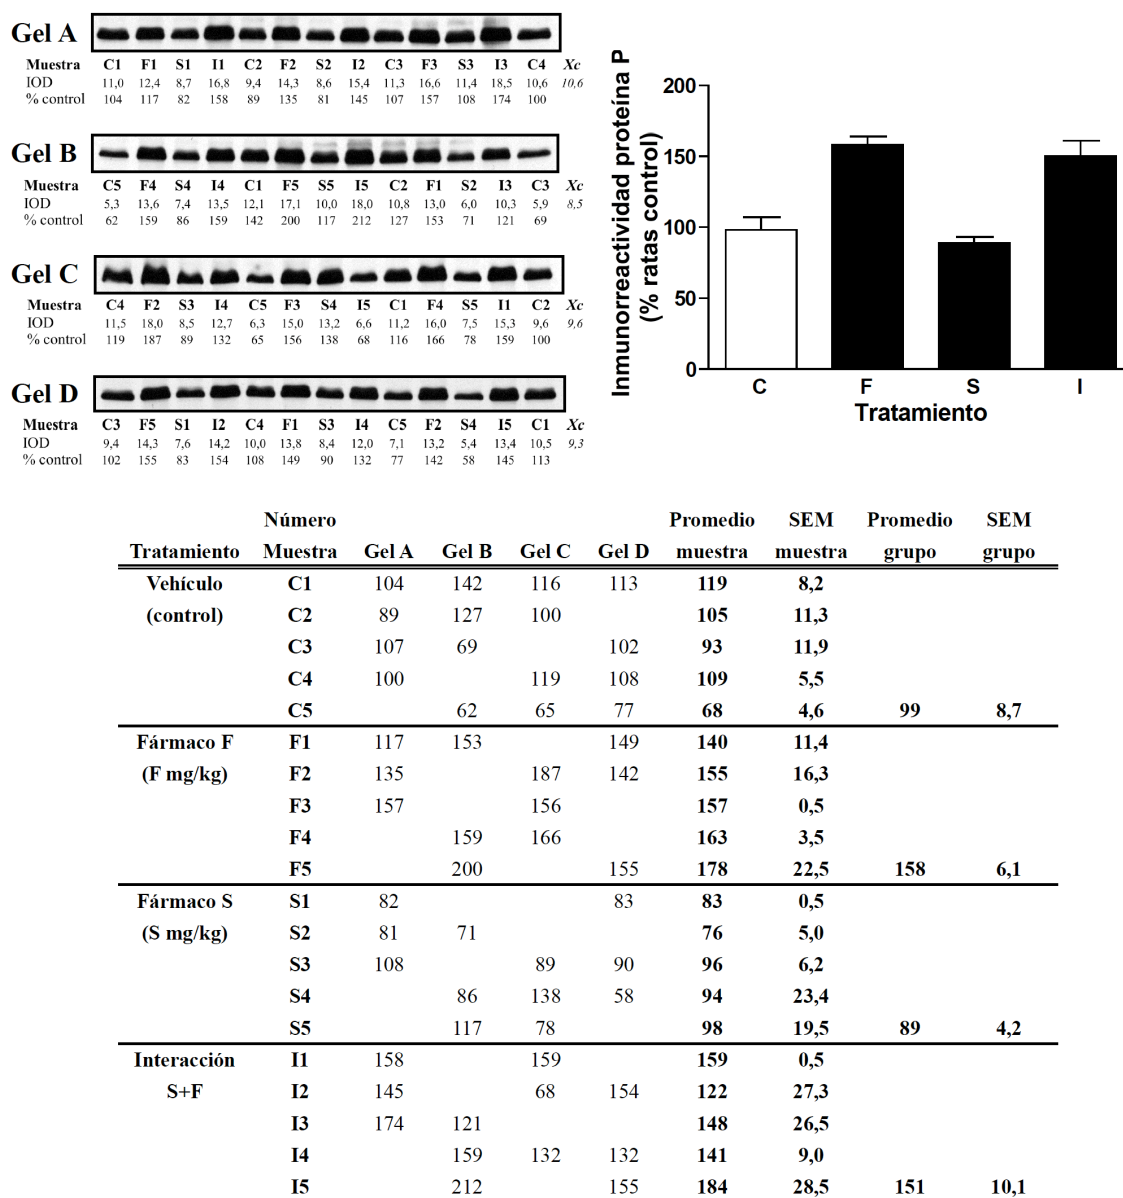 Gel A
Muestra C1 F1 S1 I1 C2 F2 S2 I2 C3 F3 S3 I3 C4 Xc
IOD 11,0 12,4 8,7 16,8 9,4 14,3 8,6 15,4 11,3 16,6 11,4 18,5 10,6 10,6
% control 104 117 82 158 89 135 81 145 107 157 108 174 100
Gel B
Muestra C5 F4 S4 I4 C1 F5 S5 I5 C2 F1 S2 I3 C3 Xc
IOD 5,3 13,6 7,4 13,5 12,1 17,1 10,0 18,0 10,8 13,0 6,0 10,3 5,9 8,5
% control 62 159 86 159 142 200 117 212 127 153 71 121 69
Gel C
Muestra C4 F2 S3 I4 C5 F3 S4 I5 C1 F4 S5 I1 C2 Xc
IOD 11,5 18,0 8,5 12,7 6,3 15,0 13,2 6,6 11,2 16,0 7,5 15,3 9,6 9,6
% control 119 187 89 132 65 156 138 68 116 166 78 159 100
Gel D
Muestra C3 F5 S1 I2 C4 F1 S3 I4 C5 F2 S4 I5 C1 Xc
IOD 9,4 14,3 7,6 14,2 10,0 13,8 8,4 12,0 7,1 13,2 5,4 13,4 10,5 9,3
% control 102 155 83 154 108 149 90 132 77 142 58 145 113
Inmunorreactividad proteína P
(% ratas control)
200
150
100
50
0
C F S I
Tratamiento
Número Promedio SEM Promedio SEM
Tratamiento Muestra Gel A Gel B Gel C Gel D muestra muestra grupo grupo
Vehículo C1 104 142 116 113 119 8,2
(control) C2 89 127 100 105 11,3
C3 107 69 102 93 11,9
C4 100 119 108 109 5,5
C5 62 65 77 68 4,6 99 8,7
Fármaco F F1 117 153 149 140 11,4
(F mg/kg) F2 135 187 142 155 16,3
F3 157 156 157 0,5
F4 159 166 163 3,5
F5 200 155 178 22,5 158 6,1
Fármaco S S1 82 83 83 0,5
(S mg/kg) S2 81 71 76 5,0
S3 108 89 90 96 6,2
S4 86 138 58 94 23,4
S5 117 78 98 19,5 89 4,2
Interacción I1 158 159 159 0,5
S+F I2 145 68 154 122 27,3
I3 174 121 148 26,5
I4 159 132 132 141 9,0
I5 212 155 184 28,5 151 10,1